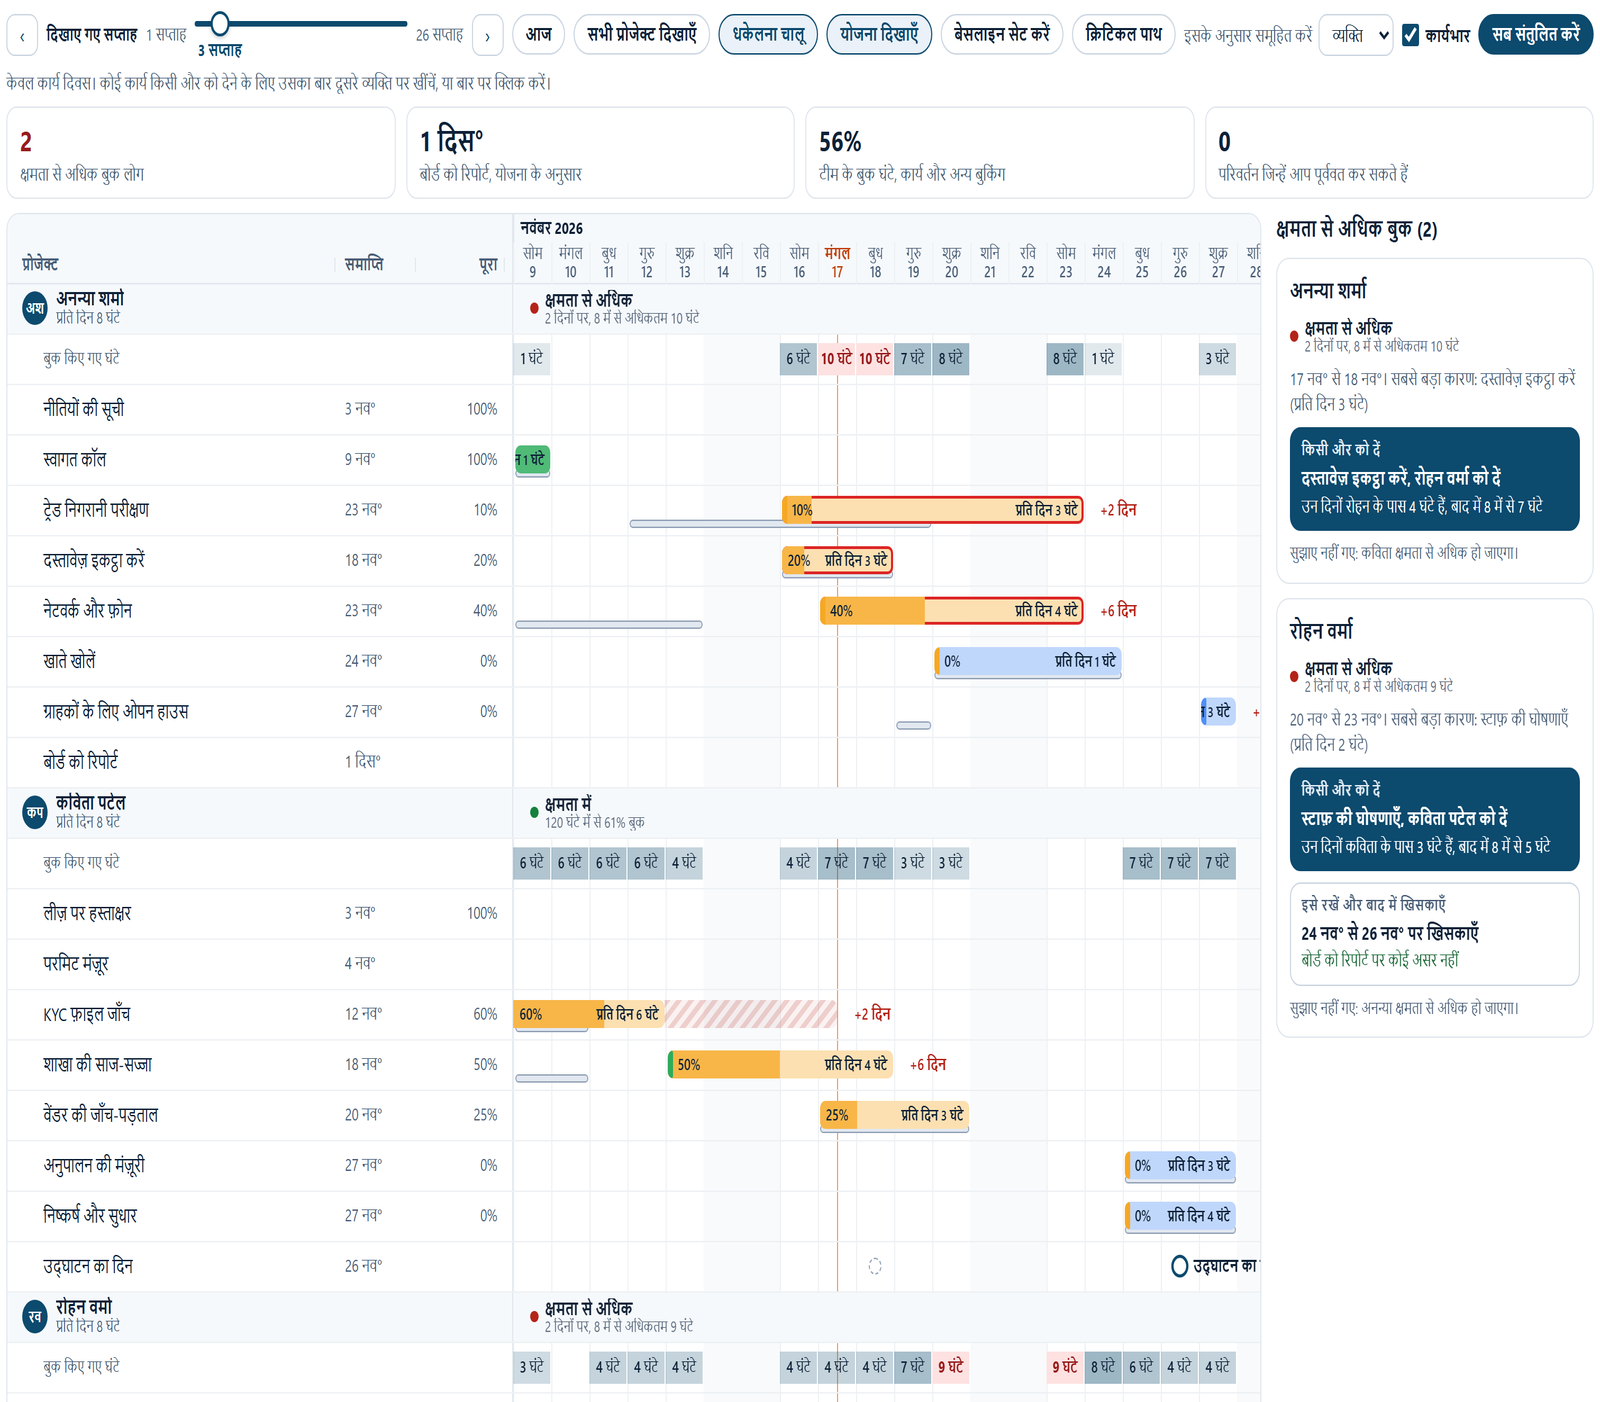 ‹ दिखाए गए सप्ताह 1 सप्ताह 3 सप्ताह 26 सप्ताह › आज सभी प्रोजेक्ट दिखाएँ धकेलना चालू योजना दिखाएँ बेसलाइन सेट करें क्रिटिकल पाथ इसके अनुसार समूहित करें व्यक्ति कार्यभार सब संतुलित करें
केवल कार्य दिवस। कोई कार्य किसी और को देने के लिए उसका बार दूसरे व्यक्ति पर खींचें, या बार पर क्लिक करें।
2
क्षमता से अधिक बुक लोग
1 दिस॰
बोर्ड को रिपोर्ट, योजना के अनुसार
56%
टीम के बुक घंटे, कार्य और अन्य बुकिंग
0
परिवर्तन जिन्हें आप पूर्ववत कर सकते हैं
नवंबर 2026
प्रोजेक्ट समाप्ति पूरा
सोम मंगल बुध गुरु शुक्र शनि रवि सोम मंगल बुध गुरु शुक्र शनि रवि सोम मंगल बुध गुरु शुक्र
9 10 11 12 13 14 15 16 17 18 19 20 21 22 23 24 25 26 27 28
अश अनन्या शर्मा
प्रति दिन 8 घंटे
क्षमता से अधिक
2 दिनों पर, 8 में से अधिकतम 10 घंटे
बुक किए गए घंटे 1 घंटे 6 घंटे 10 घंटे 10 घंटे 7 घंटे 8 घंटे 8 घंटे 1 घंटे 3 घंटे
नीतियों की सूची 3 नव॰ 100%
स्वागत कॉल 9 नव॰ 100% 1 घंटे
ट्रेड निगरानी परीक्षण 23 नव॰ 10% 10% प्रति दिन 3 घंटे +2 दिन
दस्तावेज़ इकट्ठा करें 18 नव॰ 20% 20% प्रति दिन 3 घंटे
नेटवर्क और फ़ोन 23 नव॰ 40% 40% प्रति दिन 4 घंटे +6 दिन
खाते खोलें 24 नव॰ 0% 0% प्रति दिन 1 घंटे
ग्राहकों के लिए ओपन हाउस 27 नव॰ 0% 3 घंटे +
बोर्ड को रिपोर्ट 1 दिस॰
कप कविता पटेल
प्रति दिन 8 घंटे
क्षमता में
120 घंटे में से 61% बुक
बुक किए गए घंटे 6 घंटे 6 घंटे 6 घंटे 6 घंटे 4 घंटे 4 घंटे 7 घंटे 7 घंटे 3 घंटे 3 घंटे 7 घंटे 7 घंटे 7 घंटे
लीज़ पर हस्ताक्षर 3 नव॰ 100%
परमिट मंज़ूर 4 नव॰
KYC फ़ाइल जाँच 12 नव॰ 60% 60% प्रति दिन 6 घंटे +2 दिन
शाखा की साज-सज्जा 18 नव॰ 50% 50% प्रति दिन 4 घंटे +6 दिन
वेंडर की जाँच-पड़ताल 20 नव॰ 25% 25% प्रति दिन 3 घंटे
अनुपालन की मंज़ूरी 27 नव॰ 0% 0% प्रति दिन 3 घंटे
निष्कर्ष और सुधार 27 नव॰ 0% 0% प्रति दिन 4 घंटे
उद्घाटन का दिन 26 नव॰ उद्घाटन का
रव रोहन वर्मा
प्रति दिन 8 घंटे
क्षमता से अधिक
2 दिनों पर, 8 में से अधिकतम 9 घंटे
बुक किए गए घंटे 3 घंटे 4 घंटे 4 घंटे 4 घंटे 4 घंटे 4 घंटे 4 घंटे 7 घंटे 9 घंटे 9 घंटे 8 घंटे 6 घंटे 4 घंटे 4 घंटे
क्षमता से अधिक बुक (2)
अनन्या शर्मा
क्षमता से अधिक
2 दिनों पर, 8 में से अधिकतम 10 घंटे
17 नव॰ से 18 नव॰। सबसे बड़ा कारण: दस्तावेज़ इकट्ठा करें
(प्रति दिन 3 घंटे)
किसी और को दें
दस्तावेज़ इकट्ठा करें, रोहन वर्मा को दें
उन दिनों रोहन के पास 4 घंटे हैं, बाद में 8 में से 7 घंटे
सुझाए नहीं गए: कविता क्षमता से अधिक हो जाएगा।
रोहन वर्मा
क्षमता से अधिक
2 दिनों पर, 8 में से अधिकतम 9 घंटे
20 नव॰ से 23 नव॰। सबसे बड़ा कारण: स्टाफ़ की घोषणाएँ
(प्रति दिन 2 घंटे)
किसी और को दें
स्टाफ़ की घोषणाएँ, कविता पटेल को दें
उन दिनों कविता के पास 3 घंटे हैं, बाद में 8 में से 5 घंटे
इसे रखें और बाद में खिसकाएँ
24 नव॰ से 26 नव॰ पर खिसकाएँ
बोर्ड को रिपोर्ट पर कोई असर नहीं
सुझाए नहीं गए: अनन्या क्षमता से अधिक हो जाएगा।